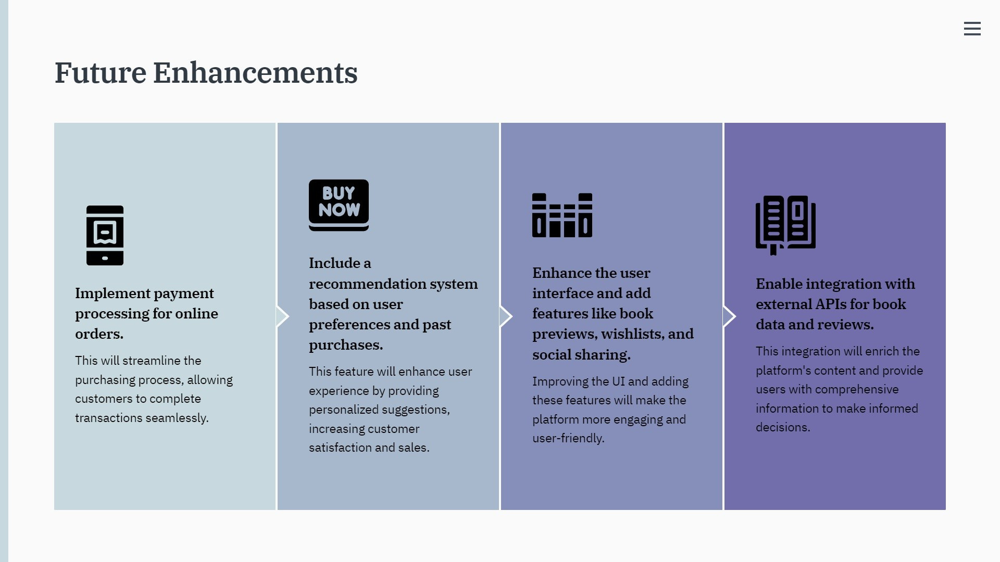 Future Enhancements
Implement payment
processing for online
orders.
This will streamline the
purchasing process, allowing
customers to complete
transactions seamlessly.
BUY
NOW
Include a
recommendation system
based on user
preferences and past
purchases.
This feature will enhance user
experience by providing
personalized suggestions,
increasing customer
satisfaction and sales.
Enhance the user
interface and add
features like book
previews, wishlists, and
social sharing.
Improving the UI and adding
these features will make the
platform more engaging and
user-friendly.
Enable integration with
external APIs for book
data and reviews.
This integration will enrich the
platform's content and provide
users with comprehensive
information to make informed
decisions.